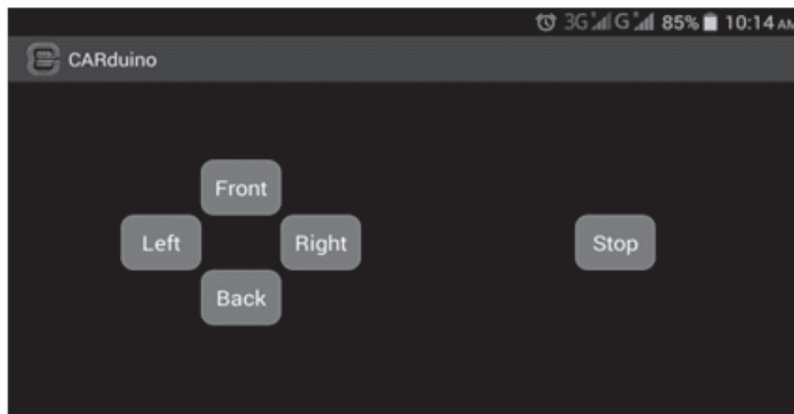 3G G 85% 10:14 AM
CARduino
Front
Left Right Stop
Back